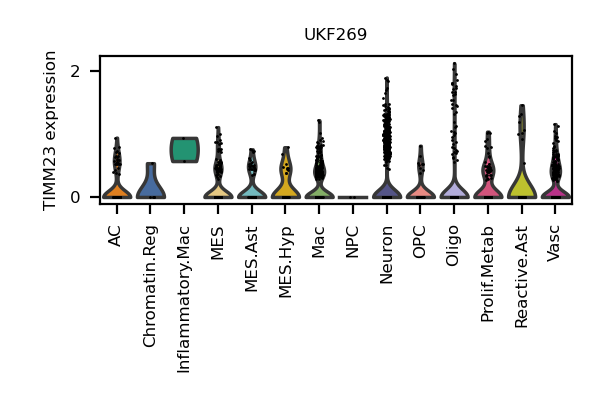 UKF269
TIMM23 expression
2
0
AC
Chromatin.Reg
Inflammatory.Mac
MES
MES.Ast
MES.Hyp
Mac
NPC
Neuron
OPC
Oligo
Prolif.Metab
Reactive.Ast
Vasc